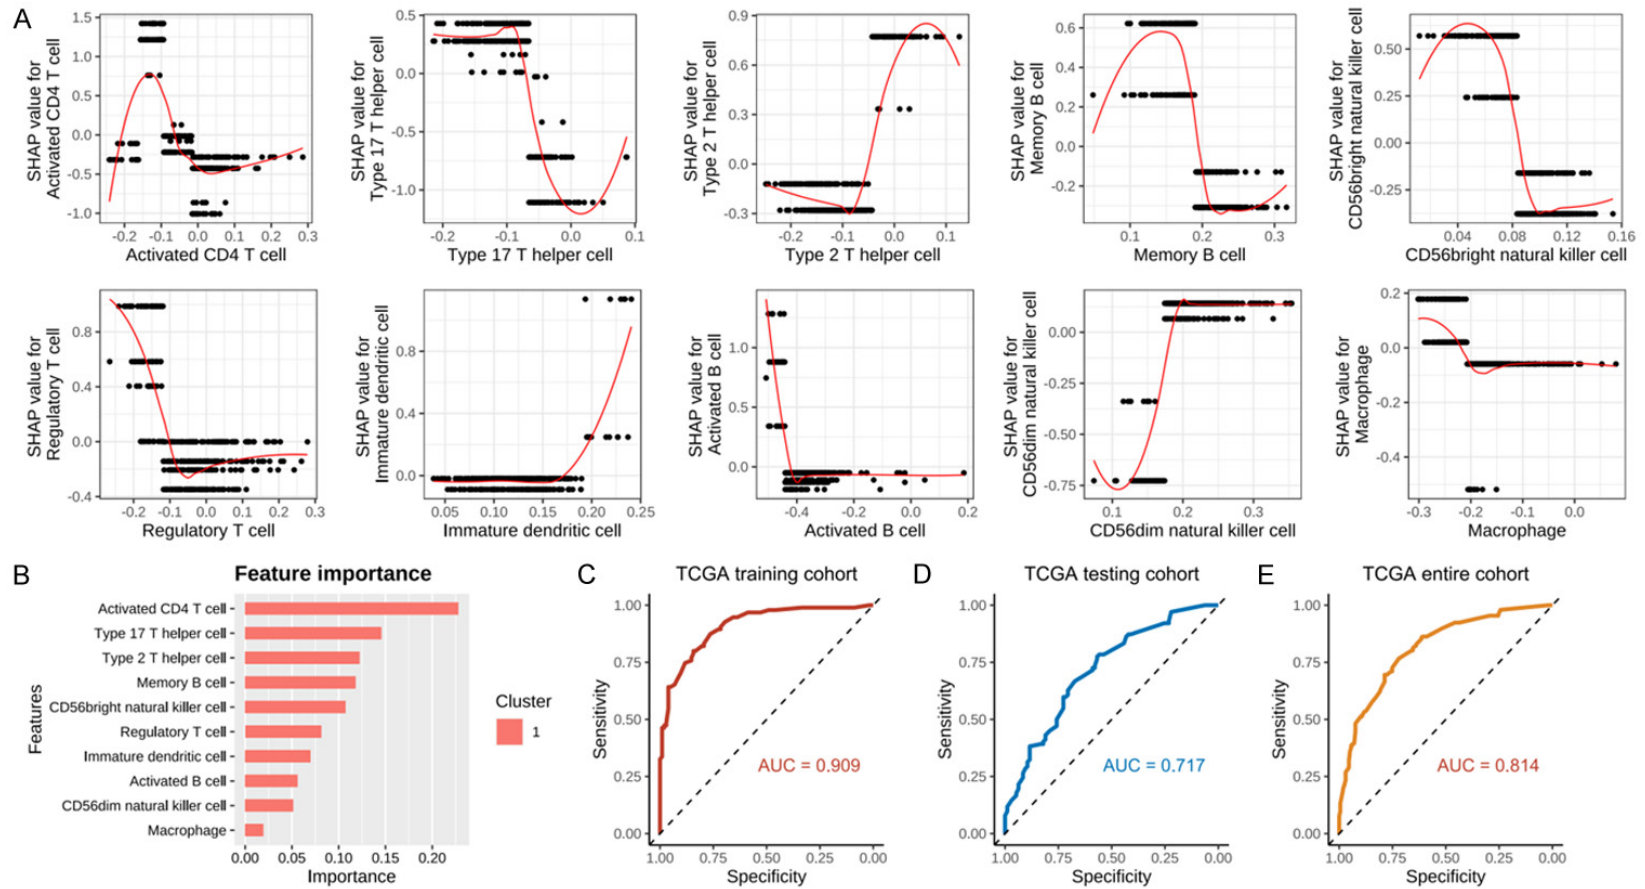 A
SHAP value for
Activated CD4 T cell
1.5
1.0
0.5
0.0
-0.5
-1.0
-0.2
-0.1
0.0
0.1
0.2
0.3
Activated CD4 T cell
SHAP value for
Type 17 T helper cell
0.5
0.0
-0.5
-1.0
-0.2
-0.1
0.0
0.1
Type 17 T helper cell
SHAP value for
Type 2 T helper cell
0.9
0.6
0.3
0.0
-0.3
-0.2
-0.1
0.0
0.1
Type 2 T helper cell
SHAP value for
Memory B cell
0.6
0.4
0.2
0.0
-0.2
0.1
0.2
0.3
Memory B cell
SHAP value for
CD56bright natural killer cell
0.50
0.25
0.00
-0.25
0.04
0.08
0.12
0.16
CD56bright natural killer cell
SHAP value for
Regulatory T cell
0.8
0.4
0.0
-0.4
-0.2
-0.1
0.0
0.1
0.2
0.3
Regulatory T cell
SHAP value for
Immature dendritic cell
0.8
0.4
0.0
0.05
0.10
0.15
0.20
0.25
Immature dendritic cell
SHAP value for
Activated B cell
1.0
0.5
0.0
-0.4
-0.2
0.0
0.2
Activated B cell
SHAP value for
CD56dim natural killer cell
0.00
-0.25
-0.50
-0.75
0.1
0.2
0.3
CD56dim natural killer cell
SHAP value for
Macrophage
0.2
0.0
-0.2
-0.4
-0.3
-0.2
-0.1
0.0
Macrophage
B
Feature importance
Features
Activated CD4 T cell
Type 17 T helper cell
Type 2 T helper cell
Memory B cell
CD56bright natural killer cell
Regulatory T cell
Immature dendritic cell
Activated B cell
CD56dim natural killer cell
Macrophage
0.00
0.05
0.10
0.15
0.20
Importance
Cluster
1
C
TCGA training cohort
Sensitivity
1.00
0.75
0.50
0.25
0.00
AUC = 0.909
1.00
0.75
0.50
0.25
0.00
Specificity
D
TCGA testing cohort
Sensitivity
1.00
0.75
0.50
0.25
0.00
AUC = 0.717
1.00
0.75
0.50
0.25
0.00
Specificity
E
TCGA entire cohort
Sensitivity
1.00
0.75
0.50
0.25
0.00
AUC = 0.814
1.00
0.75
0.50
0.25
0.00
Specificity